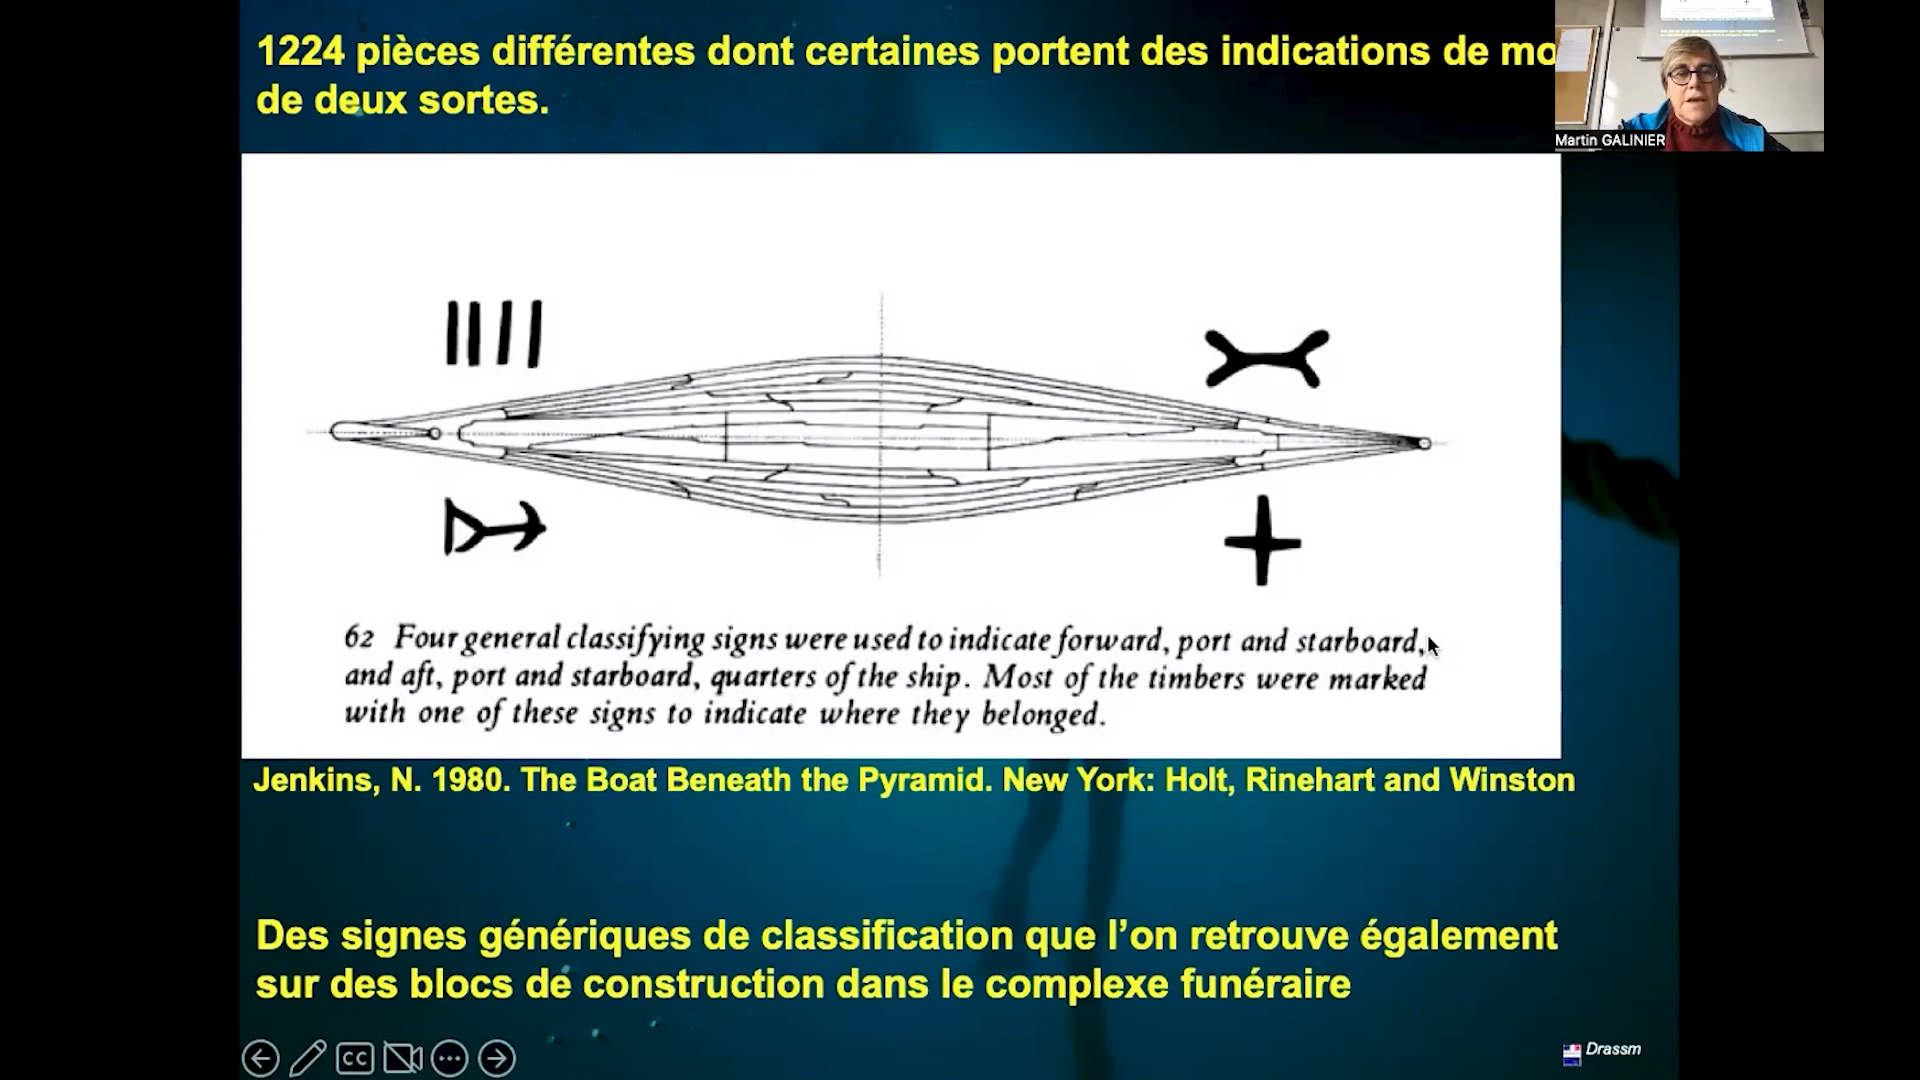 1224 pièces différentes dont certaines portent des indications de mo
de deux sortes.
Martin GALINIER
62 Four general classifying signs were used to indicate forward, port and starboard,
and aft, port and starboard, quarters of the ship. Most of the timbers were marked
with one of these signs to indicate where they belonged.
Jenkins, N. 1980. The Boat Beneath the Pyramid. New York: Holt, Rinehart and Winston
Des signes génériques de classification que l’on retrouve également
sur des blocs de construction dans le complexe funéraire
CC
Drassm